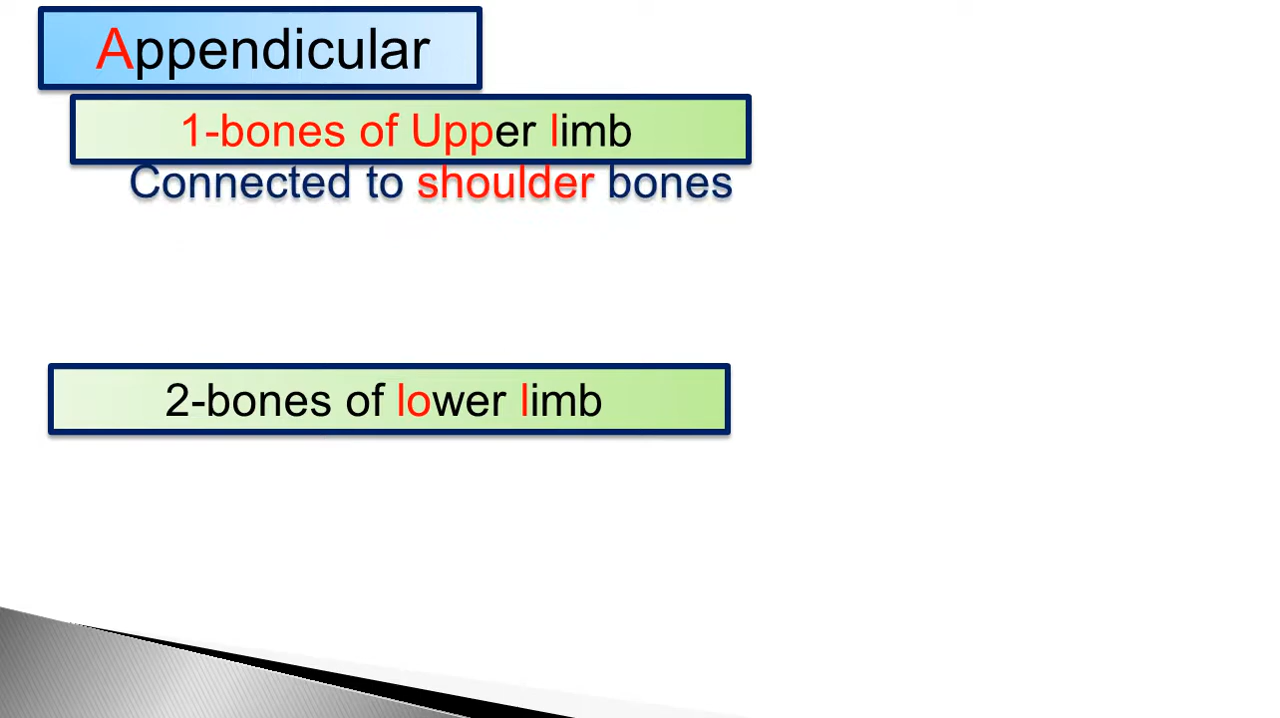 Appendicular
1-bones of Upper limb
Connected to shoulder bones
2-bones of lower limb